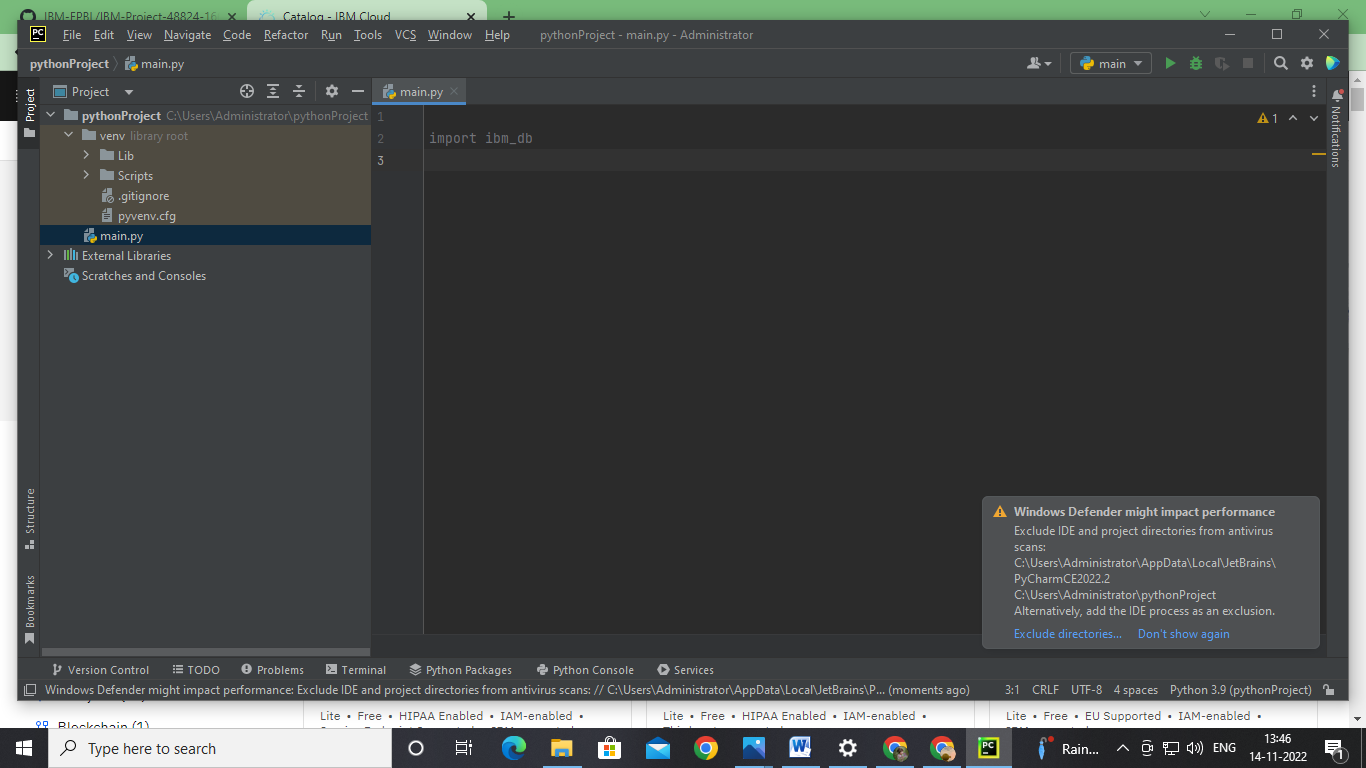 IBM-EPBL/IBM-Project-48824-16
Catalog - IBM Cloud
PC
File Edit View Navigate Code Refactor Run Tools VCS Window Help
pythonProject - main.py - Administrator
pythonProject main.py
main
Project
main.py
pythonProject C:\Users\Administrator\pythonProject
venv library root
Lib
Scripts
.gitignore
pyvenv.cfg
main.py
External Libraries
Scratches and Consoles
Project
Structure
Bookmarks
1
2 import ibm_db
3
1
Notifications
Windows Defender might impact performance
Exclude IDE and project directories from antivirus
scans:
C:\Users\Administrator\AppData\Local\JetBrains\
PyCharmCE2022.2
C:\Users\Administrator\pythonProject
Alternatively, add the IDE process as an exclusion.
Exclude directories... Don't show again
Version Control TODO Problems Terminal Python Packages Python Console Services
Windows Defender might impact performance: Exclude IDE and project directories from antivirus scans: // C:\Users\Administrator\AppData\Local\JetBrains\P... (moments ago) 3:1 CRLF UTF-8 4 spaces Python 3.9 (pythonProject)
Blockchain (1)
Lite • Free • HIPAA Enabled • IAM-enabled •
Lite • Free • HIPAA Enabled • IAM-enabled •
Lite • Free • EU Supported • IAM-enabled •
Type here to search
PC
Rain...
ENG
13:46
14-11-2022
1